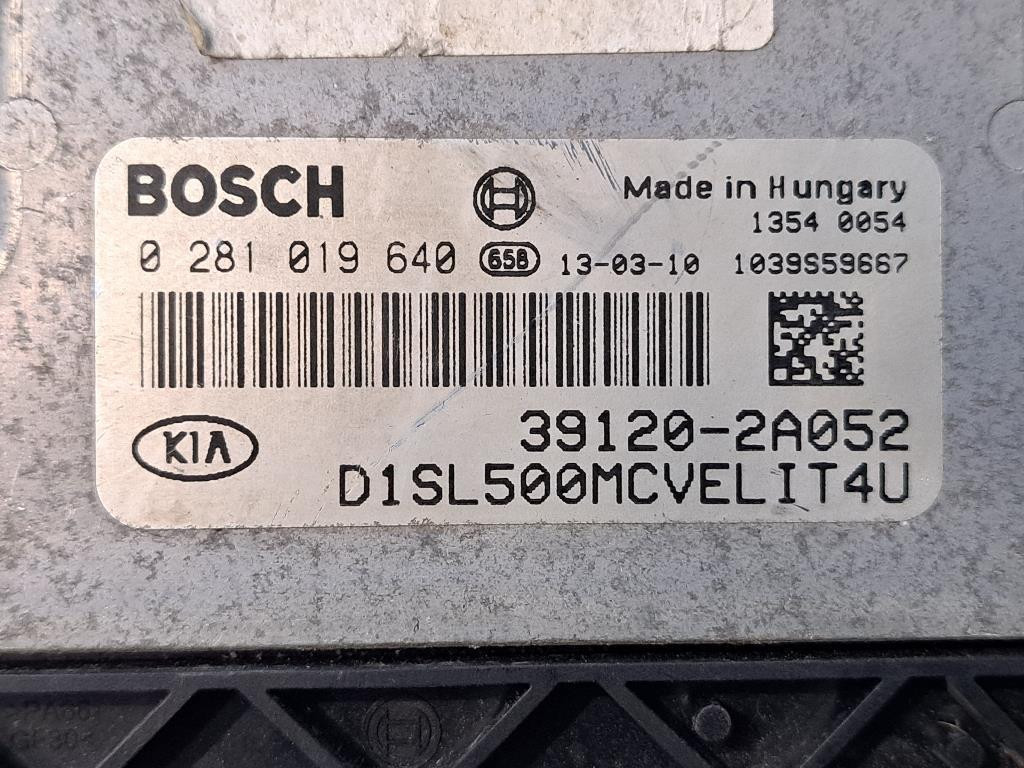 BOSCH
Made in Hungary
1354 0054
0 281 019 640 658 13-03-10 1039S59667
KIA
39120-2A052
D1SL500MCVELIT4U